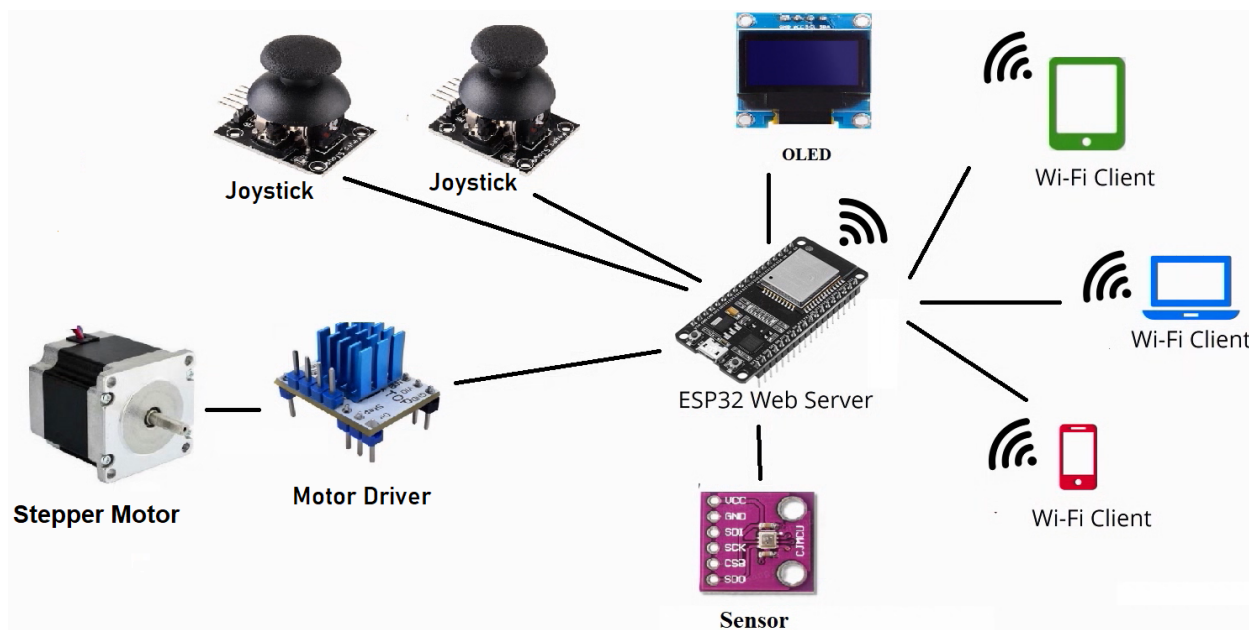 Joystick
Joystick
OLED
Wi-Fi Client
Wi-Fi Client
ESP32 Web Server
Motor Driver
Stepper Motor
Wi-Fi Client
VCC
GND
SDI
SCK
CSB
SDO
CJMCU
Sensor